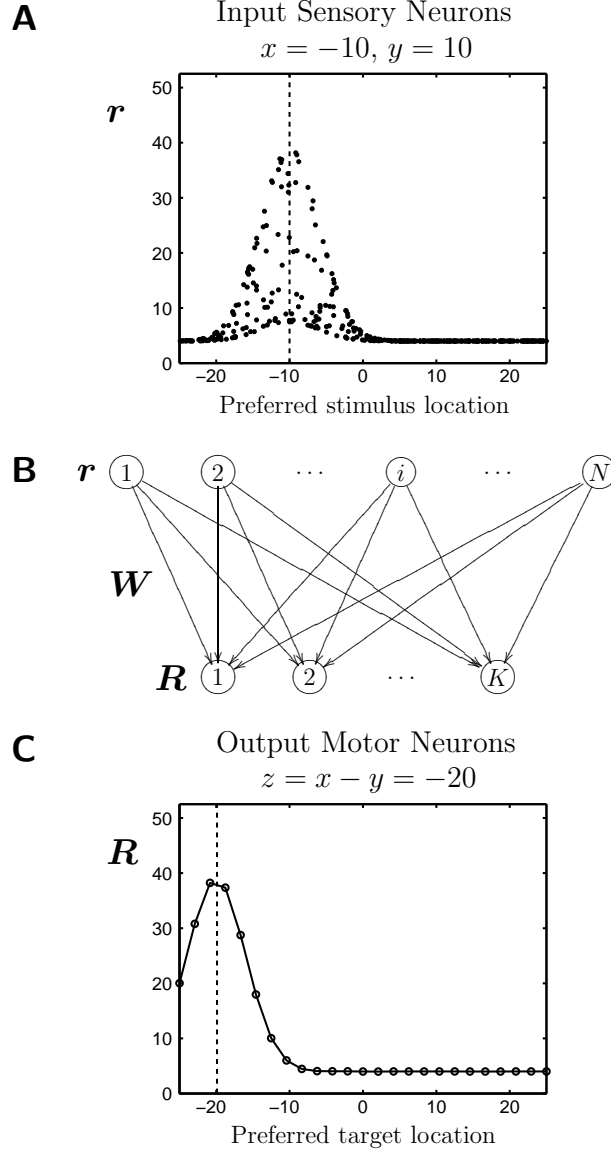 A
Input Sensory Neurons
x = −10, y = 10
r
50
40
30
20
10
0
−20 −10 0 10 20
Preferred stimulus location
B
r 1 2 ··· i ··· N
W
R 1 2 ··· K
C
Output Motor Neurons
z = x − y = −20
R
50
40
30
20
10
0
−20 −10 0 10 20
Preferred target location